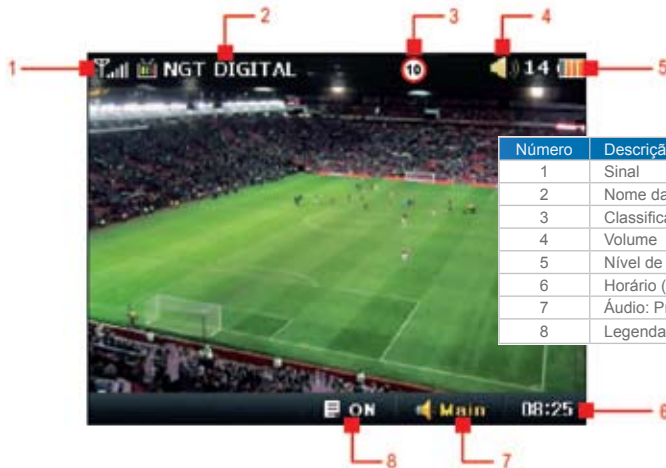 2
3
4
1
NGT DIGITAL
10
14
5
Número Descriçã
1 Sinal
2 Nome da
3 Classific
4 Volume
5 Nível de
6 Horário (
7 Áudio: P
8 Legenda
ON
Main
08:25
6
8
7